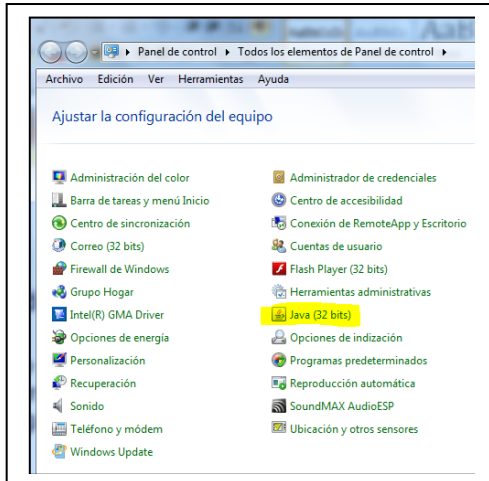 Panel de control ▸ Todos los elementos de Panel de control ▸
Archivo Edición Ver Herramientas Ayuda
Ajustar la configuración del equipo
Administración del color
Administrador de credenciales
Barra de tareas y menú Inicio
Centro de accesibilidad
Centro de sincronización
Conexión de RemoteApp y Escritorio
Correo (32 bits)
Cuentas de usuario
Firewall de Windows
Flash Player (32 bits)
Grupo Hogar
Herramientas administrativas
Intel(R) GMA Driver
Java (32 bits)
Opciones de energía
Opciones de indización
Personalización
Programas predeterminados
Recuperación
Reproducción automática
Sonido
SoundMAX AudioESP
Teléfono y módem
Ubicación y otros sensores
Windows Update